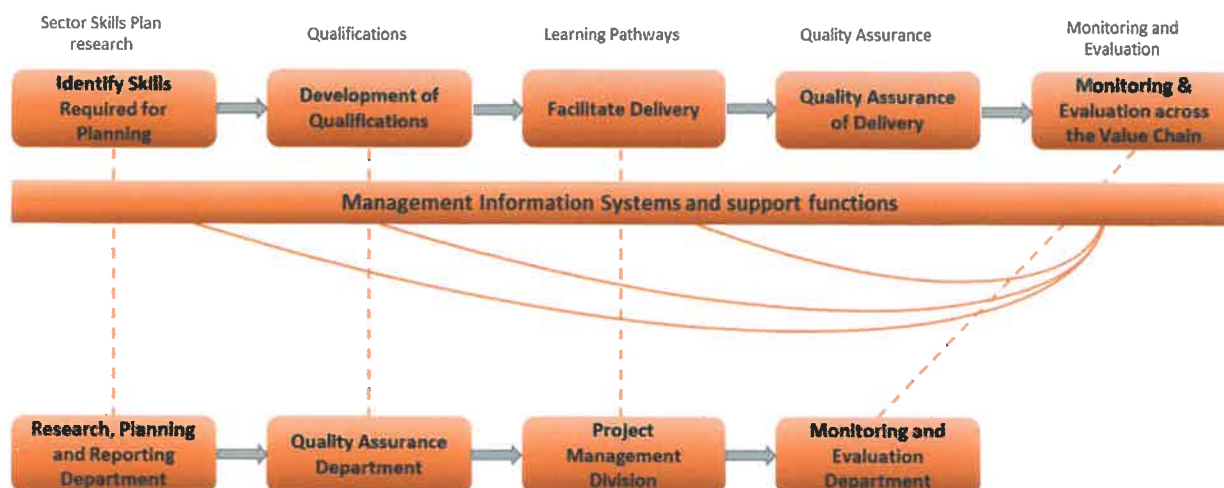 Sector Skills Plan
research
Qualifications
Learning Pathways
Quality Assurance
Monitoring and
Evaluation
Identify Skills
Required for
Planning
Development of
Qualifications
Facilitate Delivery
Quality Assurance
of Delivery
Monitoring &
Evaluation across
the Value Chain
Management Information Systems and support functions
Research, Planning
and Reporting
Department
Quality Assurance
Department
Project
Management
Division
Monitoring and
Evaluation
Department